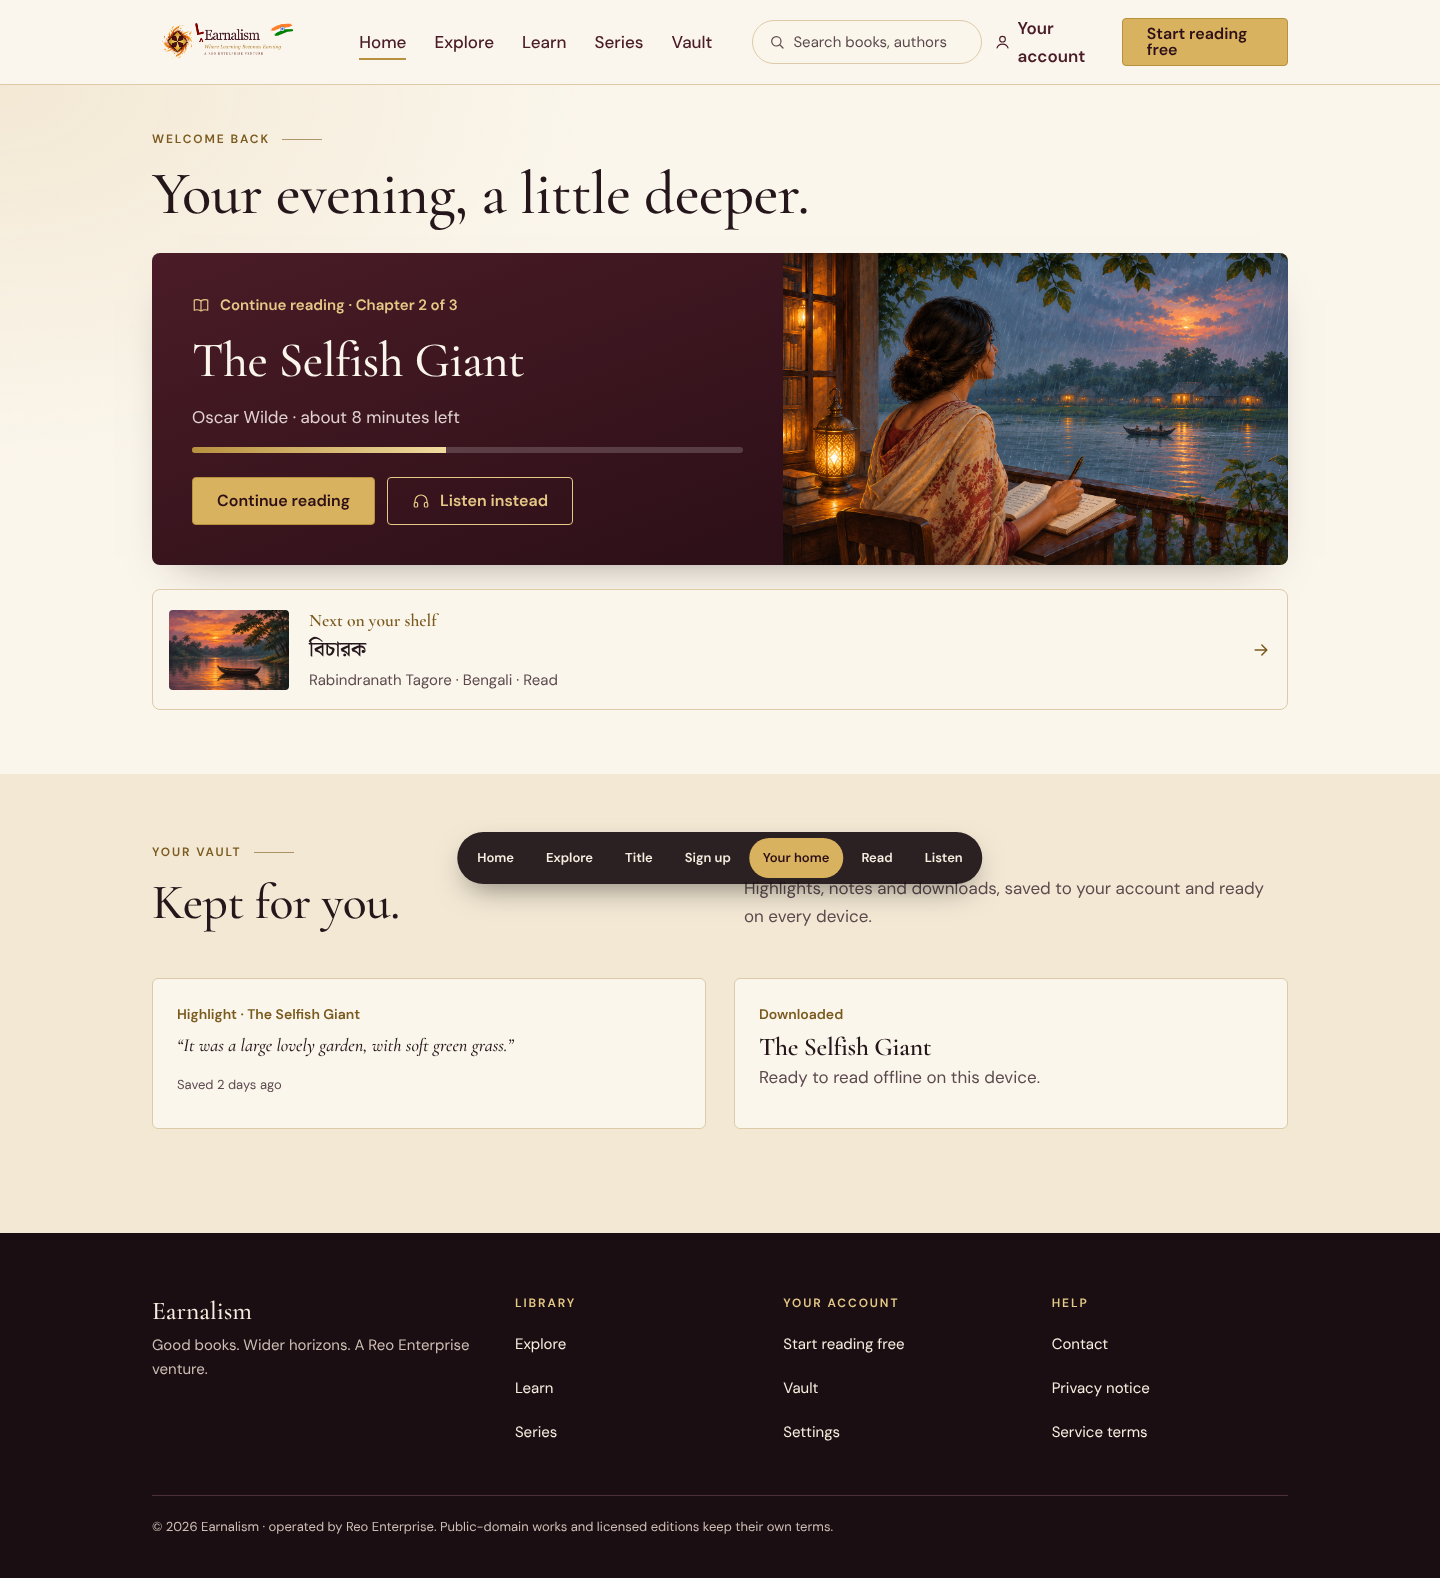 Earnalism
Where Learning Becomes Earning
A REO ENTERPRISE VENTURE
Home
Explore
Learn
Series
Vault
Search books, authors
Your
account
Start reading
free
WELCOME BACK
Your evening, a little deeper.
Continue reading · Chapter 2 of 3
The Selfish Giant
Oscar Wilde · about 8 minutes left
Continue reading
Listen instead
Next on your shelf
বিচারক
Rabindranath Tagore · Bengali · Read
YOUR VAULT
Kept for you.
Home
Explore
Title
Sign up
Your home
Read
Listen
Highlights, notes and downloads, saved to your account and ready
on every device.
Highlight · The Selfish Giant
“It was a large lovely garden, with soft green grass.”
Saved 2 days ago
Downloaded
The Selfish Giant
Ready to read offline on this device.
Earnalism
Good books. Wider horizons. A Reo Enterprise
venture.
LIBRARY
Explore
Learn
Series
YOUR ACCOUNT
Start reading free
Vault
Settings
HELP
Contact
Privacy notice
Service terms
© 2026 Earnalism · operated by Reo Enterprise. Public-domain works and licensed editions keep their own terms.